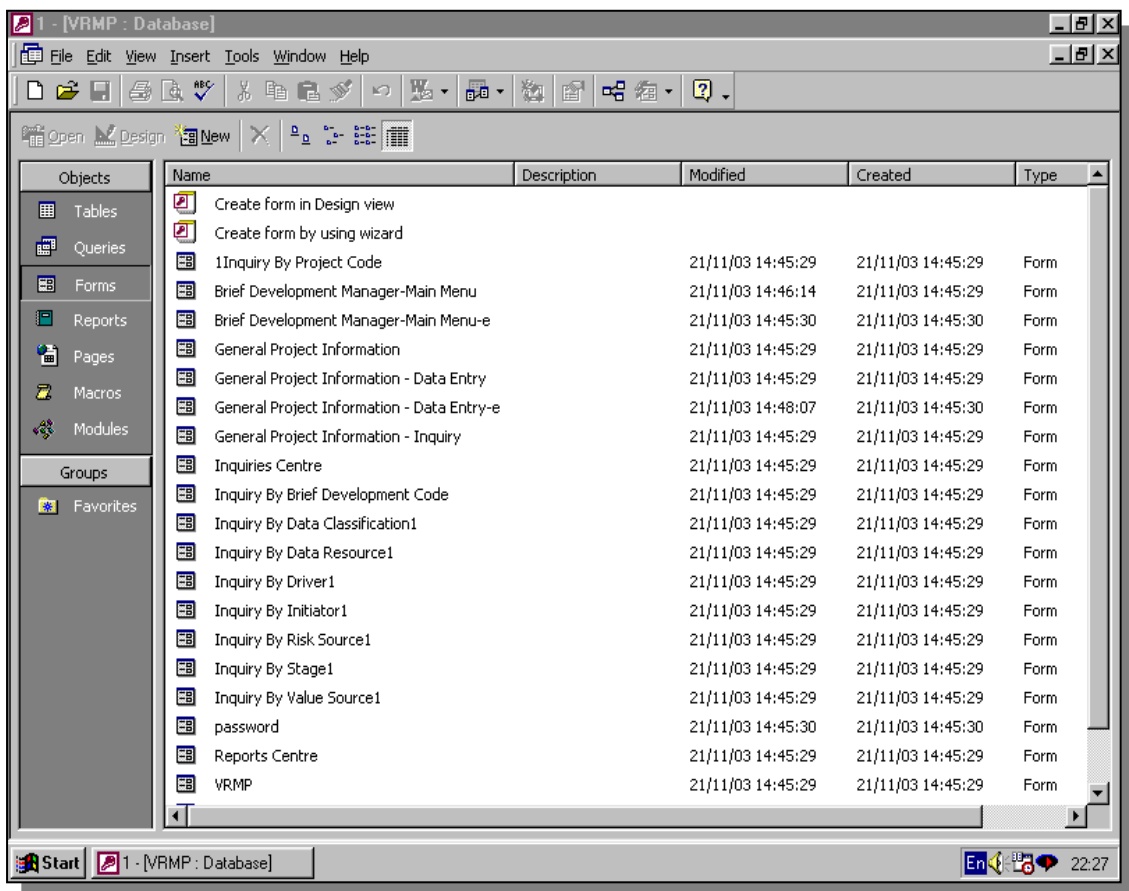 1 - [VRMP : Database]
File Edit View Insert Tools Window Help
ABC
Open Design New
Objects
Tables
Queries
Forms
Reports
Pages
Macros
Modules
Groups
Favorites
Name Description Modified Created Type
Create form in Design view
Create form by using wizard
1Inquiry By Project Code 21/11/03 14:45:29 21/11/03 14:45:29 Form
Brief Development Manager-Main Menu 21/11/03 14:46:14 21/11/03 14:45:29 Form
Brief Development Manager-Main Menu-e 21/11/03 14:45:30 21/11/03 14:45:30 Form
General Project Information 21/11/03 14:45:29 21/11/03 14:45:29 Form
General Project Information - Data Entry 21/11/03 14:45:29 21/11/03 14:45:29 Form
General Project Information - Data Entry-e 21/11/03 14:48:07 21/11/03 14:45:30 Form
General Project Information - Inquiry 21/11/03 14:45:29 21/11/03 14:45:29 Form
Inquiries Centre 21/11/03 14:45:29 21/11/03 14:45:29 Form
Inquiry By Brief Development Code 21/11/03 14:45:29 21/11/03 14:45:29 Form
Inquiry By Data Classification1 21/11/03 14:45:29 21/11/03 14:45:29 Form
Inquiry By Data Resource1 21/11/03 14:45:29 21/11/03 14:45:29 Form
Inquiry By Driver1 21/11/03 14:45:29 21/11/03 14:45:29 Form
Inquiry By Initiator1 21/11/03 14:45:29 21/11/03 14:45:29 Form
Inquiry By Risk Source1 21/11/03 14:45:29 21/11/03 14:45:29 Form
Inquiry By Stage1 21/11/03 14:45:29 21/11/03 14:45:29 Form
Inquiry By Value Source1 21/11/03 14:45:29 21/11/03 14:45:29 Form
password 21/11/03 14:45:30 21/11/03 14:45:30 Form
Reports Centre 21/11/03 14:45:29 21/11/03 14:45:29 Form
VRMP 21/11/03 14:45:29 21/11/03 14:45:29 Form
Start 1 - [VRMP : Database] En 22:27